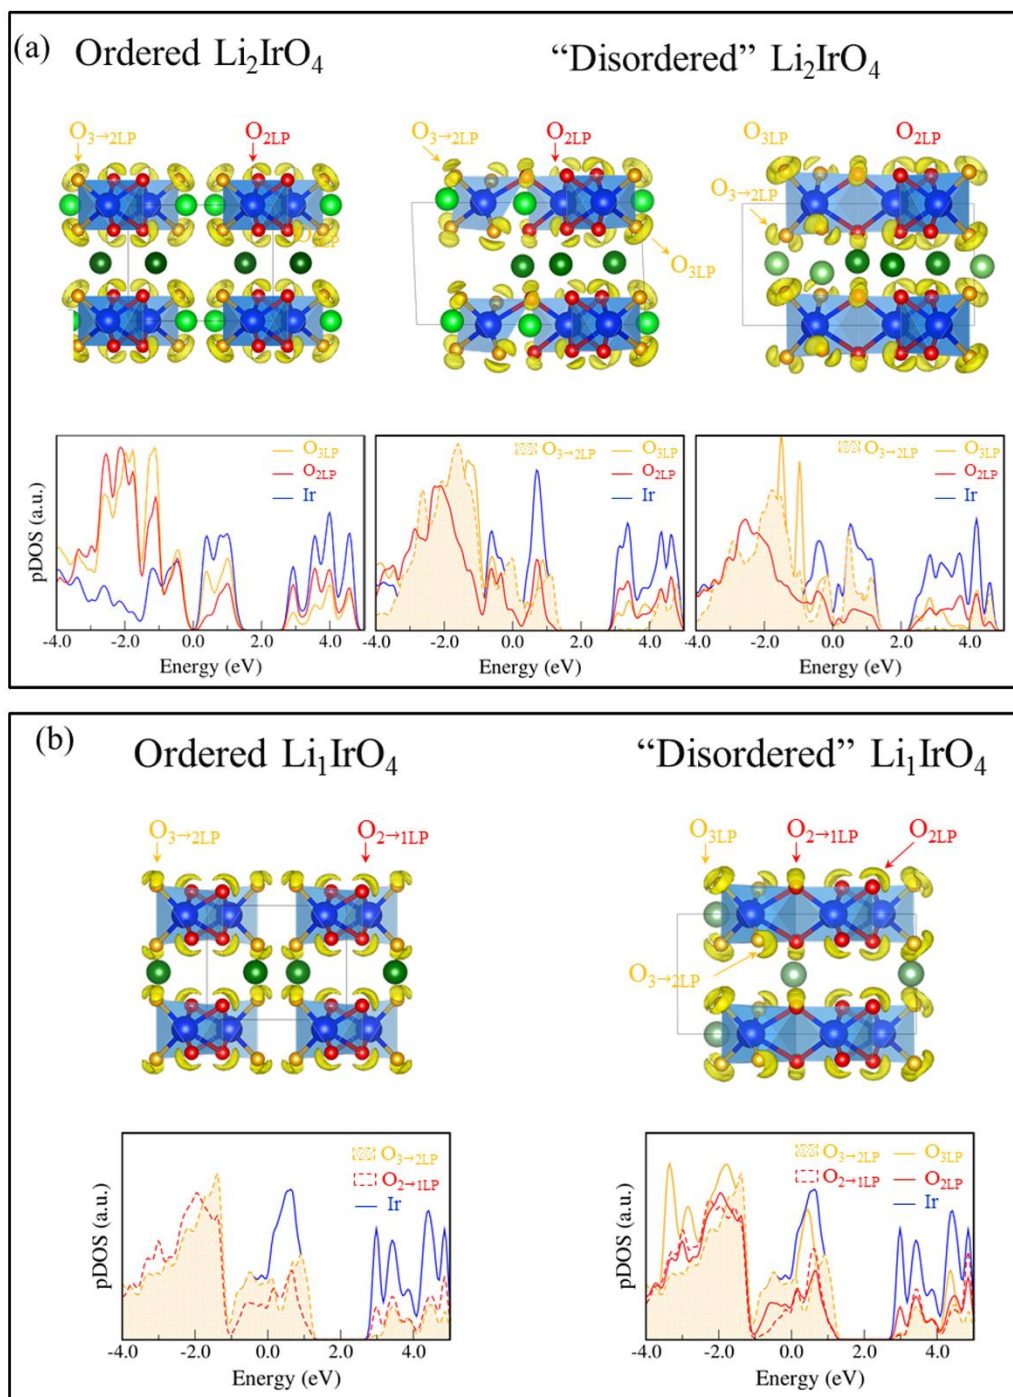 (a) Ordered Li₂IrO₄ “Disordered” Li₂IrO₄
O₃→₂LP O₂LP O₃→₂LP O₂LP O₃LP O₂LP
O₃→₂LP
O₃LP
pDOS (a.u.)
O₃LP
O₂LP
Ir
-4.0 -2.0 0.0 2.0 4.0
Energy (eV)
O₃→₂LP O₃LP
O₂LP
Ir
-4.0 -2.0 0.0 2.0 4.0
Energy (eV)
O₃→₂LP O₃LP
O₂LP
Ir
-4.0 -2.0 0.0 2.0 4.0
Energy (eV)
(b) Ordered Li₁IrO₄ “Disordered” Li₁IrO₄
O₃→₂LP O₂→₁LP O₃LP O₂→₁LP O₂LP
O₃→₂LP
pDOS (a.u.)
O₃→₂LP
O₂→₁LP
Ir
-4.0 -2.0 0.0 2.0 4.0
Energy (eV)
pDOS (a.u.)
O₃→₂LP O₃LP
O₂→₁LP O₂LP
Ir
-4.0 -2.0 0.0 2.0 4.0
Energy (eV)